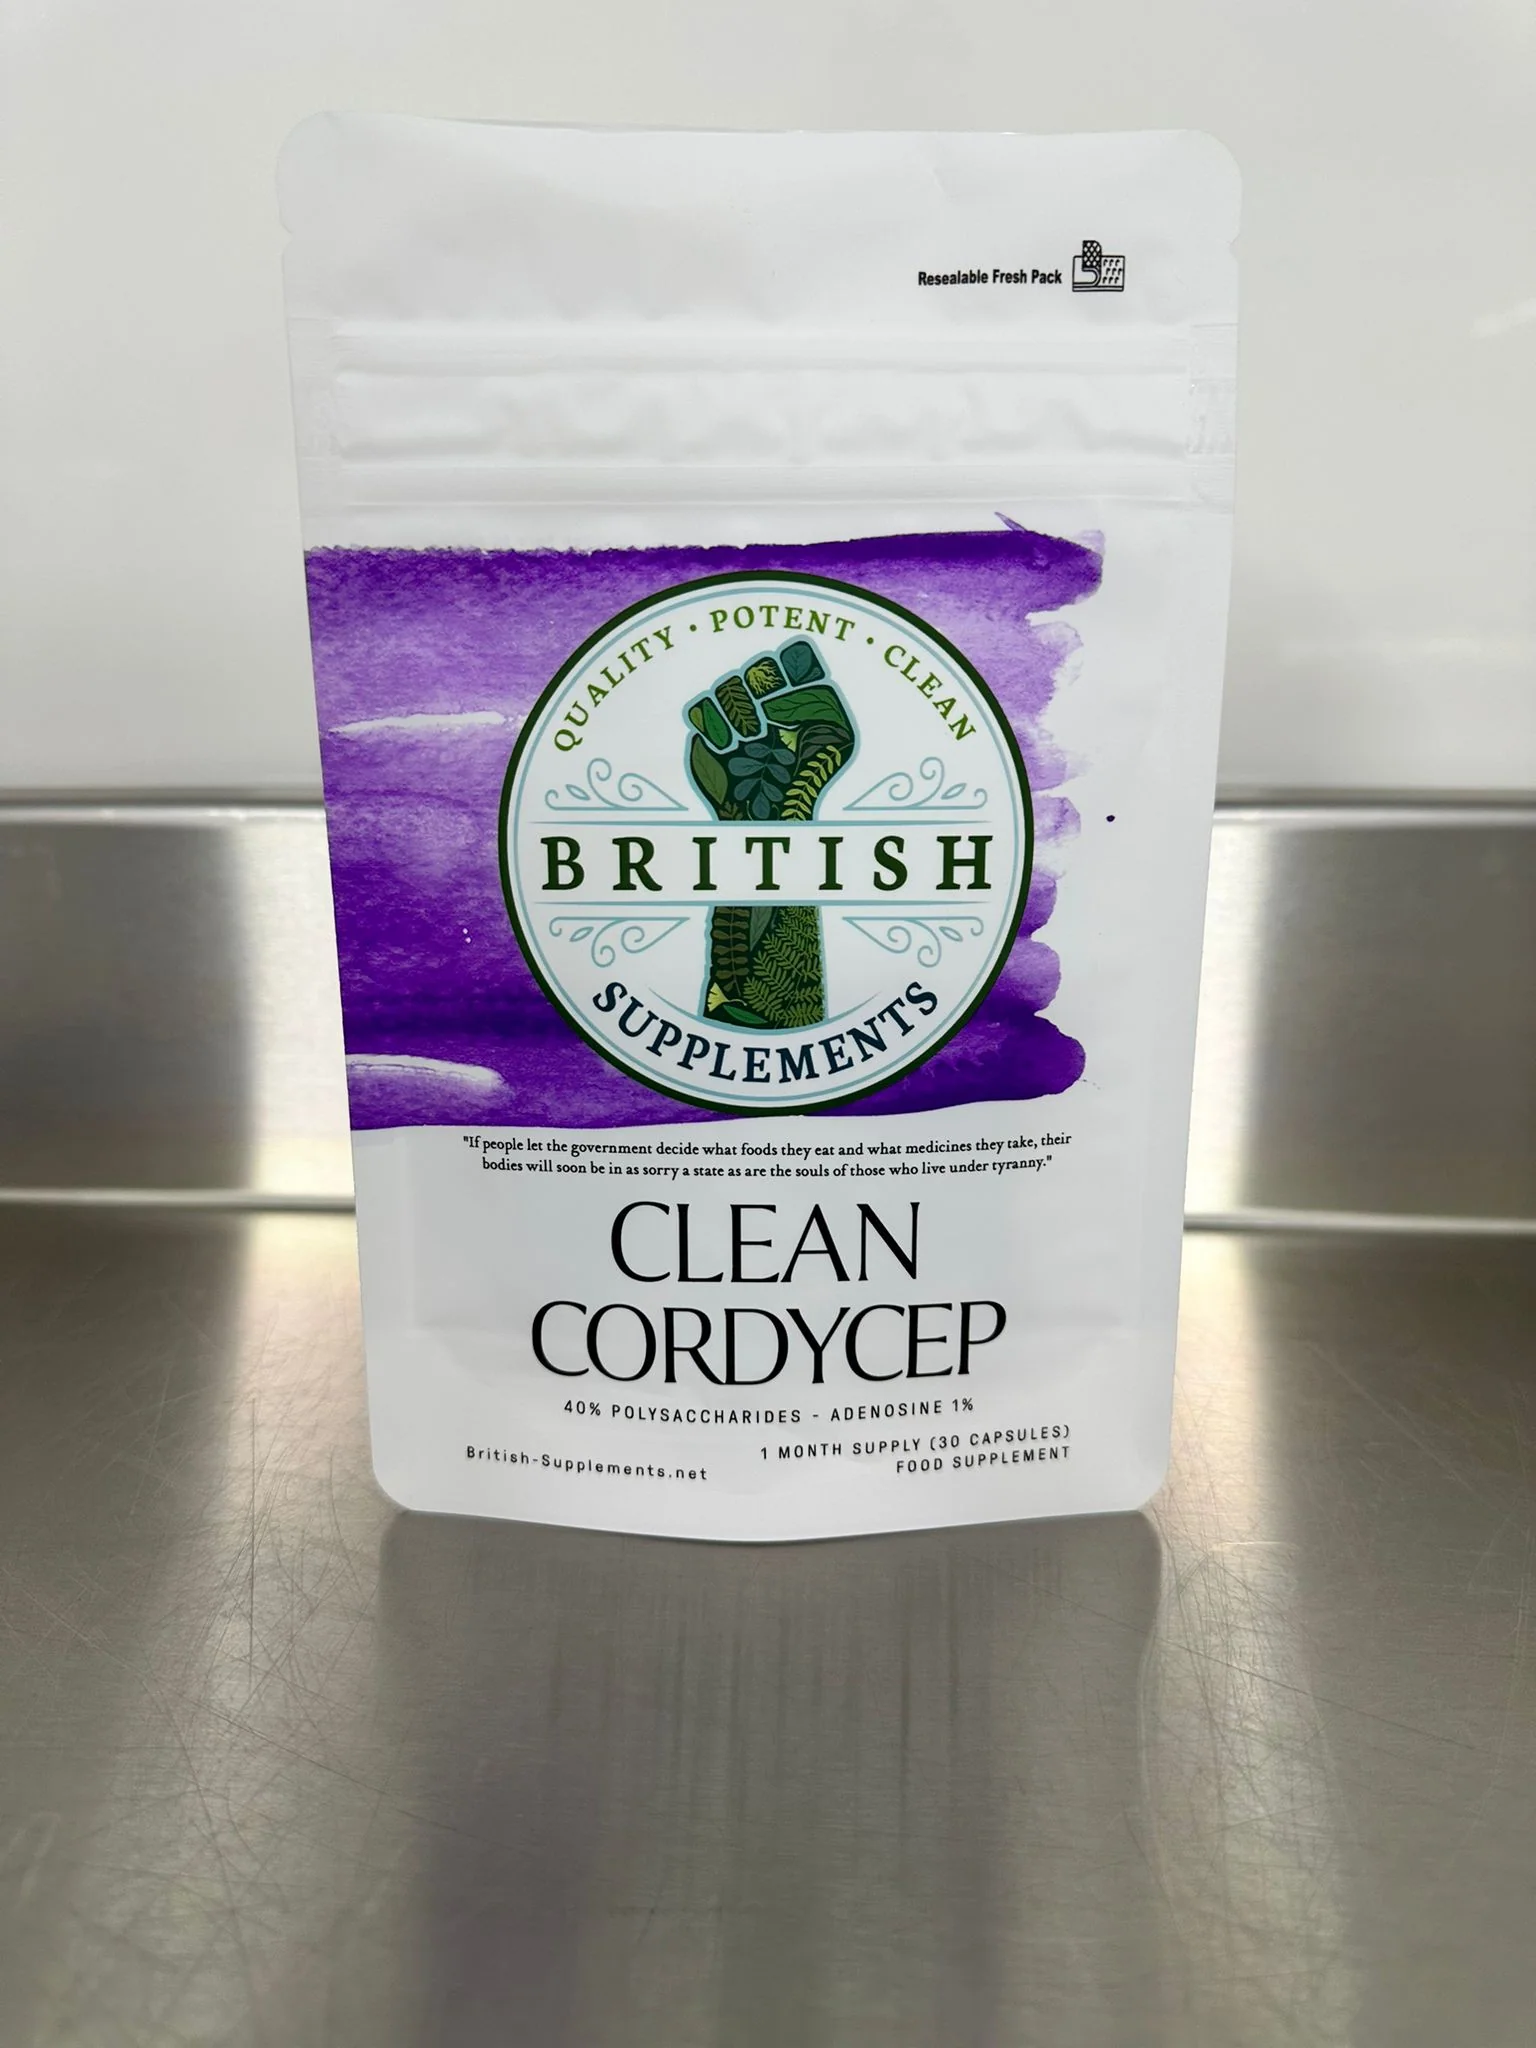 Resealable Fresh Pack
QUALITY · POTENT · CLEAN
BRITISH
SUPPLEMENTS
"If people let the government decide what foods they eat and what medicines they take, their
bodies will soon be in as sorry a state as are the souls of those who live under tyranny."
CLEAN
CORDYCEP
40% POLYSACCHARIDES - ADENOSINE 1%
British-Supplements.net
1 MONTH SUPPLY (30 CAPSULES)
FOOD SUPPLEMENT